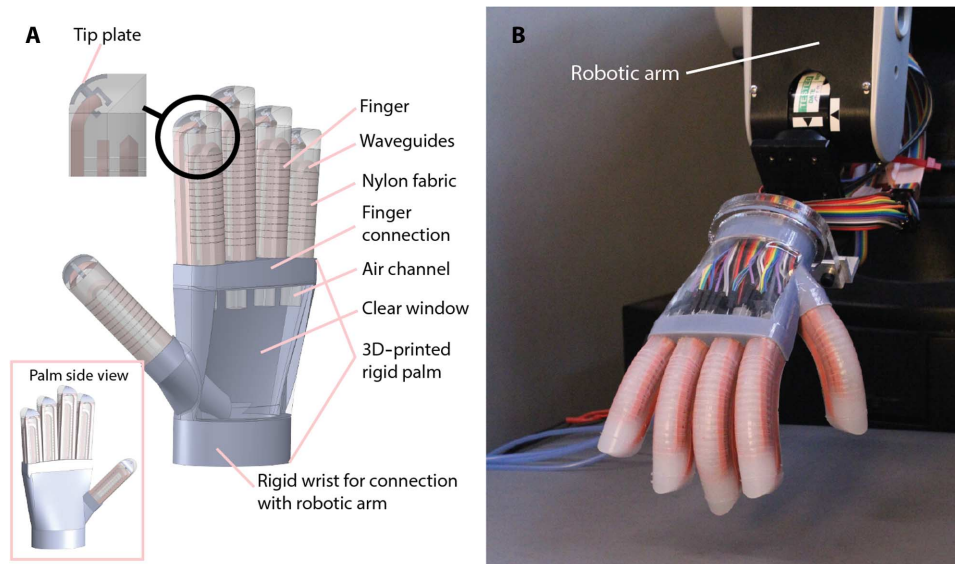 A
Tip plate
Finger
Waveguides
Nylon fabric
Finger
connection
Air channel
Clear window
3D-printed
rigid palm
Rigid wrist for connection
with robotic arm
Palm side view
B
Robotic arm